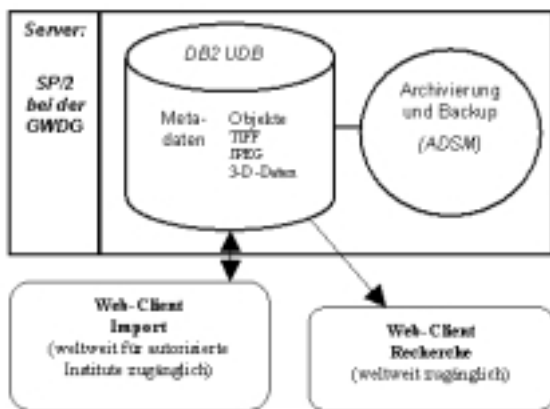 Server:
SP/2
bei der
GWDG
DB2 UDB
Meta-
daten
Objekte
TIFF
JPEG
3-D-Daten
Archivierung
und Backup
(ADSM)
Web-Client
Import
(weltweit für autorisierte
Institute zugänglich)
Web-Client
Recherche
(weltweit zugänglich)